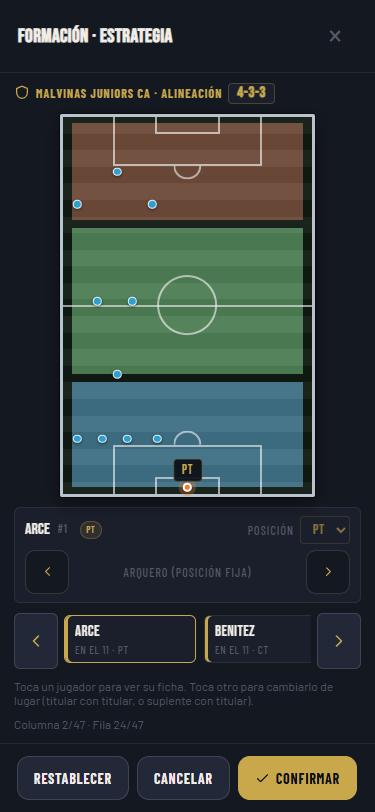 FORMACIÓN · ESTRATEGIA
MALVINAS JUNIORS CA · ALINEACIÓN 4-3-3
PT
ARCE #1 PT POSICIÓN PT
ARQUERO (POSICIÓN FIJA)
ARCE BENITEZ
EN EL 11 · PT EN EL 11 · CT
Toca un jugador para ver su ficha. Toca otro para cambiarlo de
lugar (titular con titular, o suplente con titular).
Columna 2/47 · Fila 24/47
RESTABLECER CANCELAR CONFIRMAR